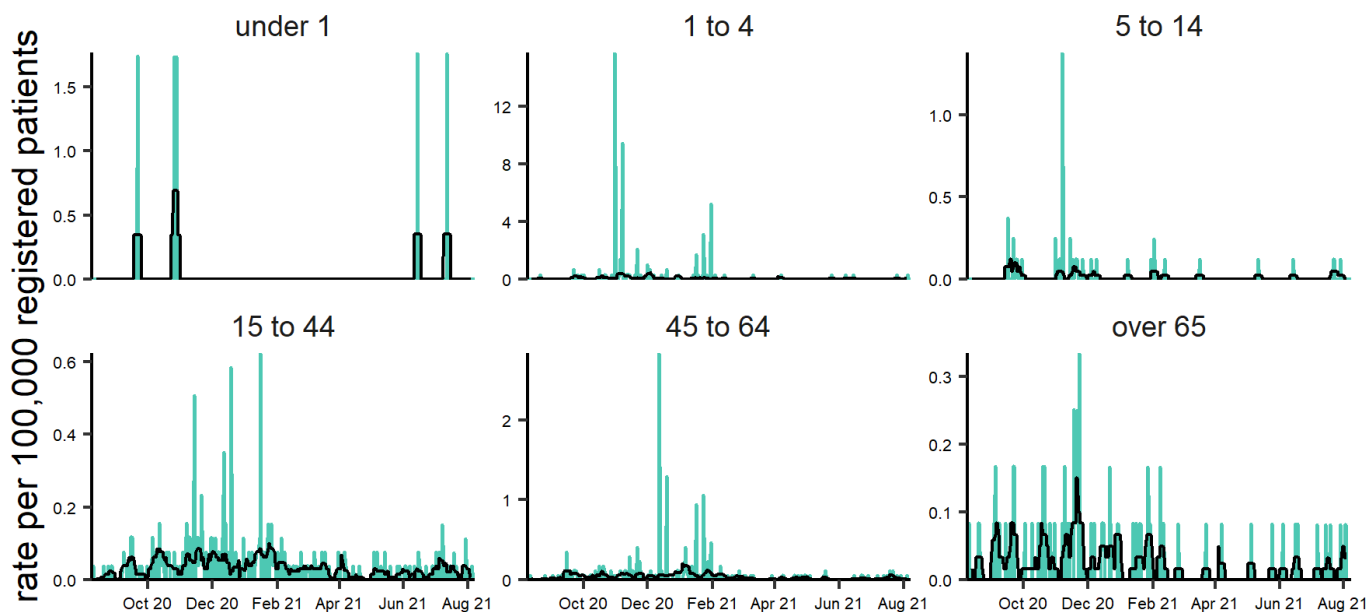 rate per 100,000 registered patients
under 1
1 to 4
5 to 14
1.5
1.0
0.5
0.0
12
8
4
0
1.0
0.5
0.0
15 to 44
45 to 64
over 65
0.6
0.4
0.2
0.0
2
1
0
0.3
0.2
0.1
0.0
Oct 20 Dec 20 Feb 21 Apr 21 Jun 21 Aug 21
Oct 20 Dec 20 Feb 21 Apr 21 Jun 21 Aug 21
Oct 20 Dec 20 Feb 21 Apr 21 Jun 21 Aug 21